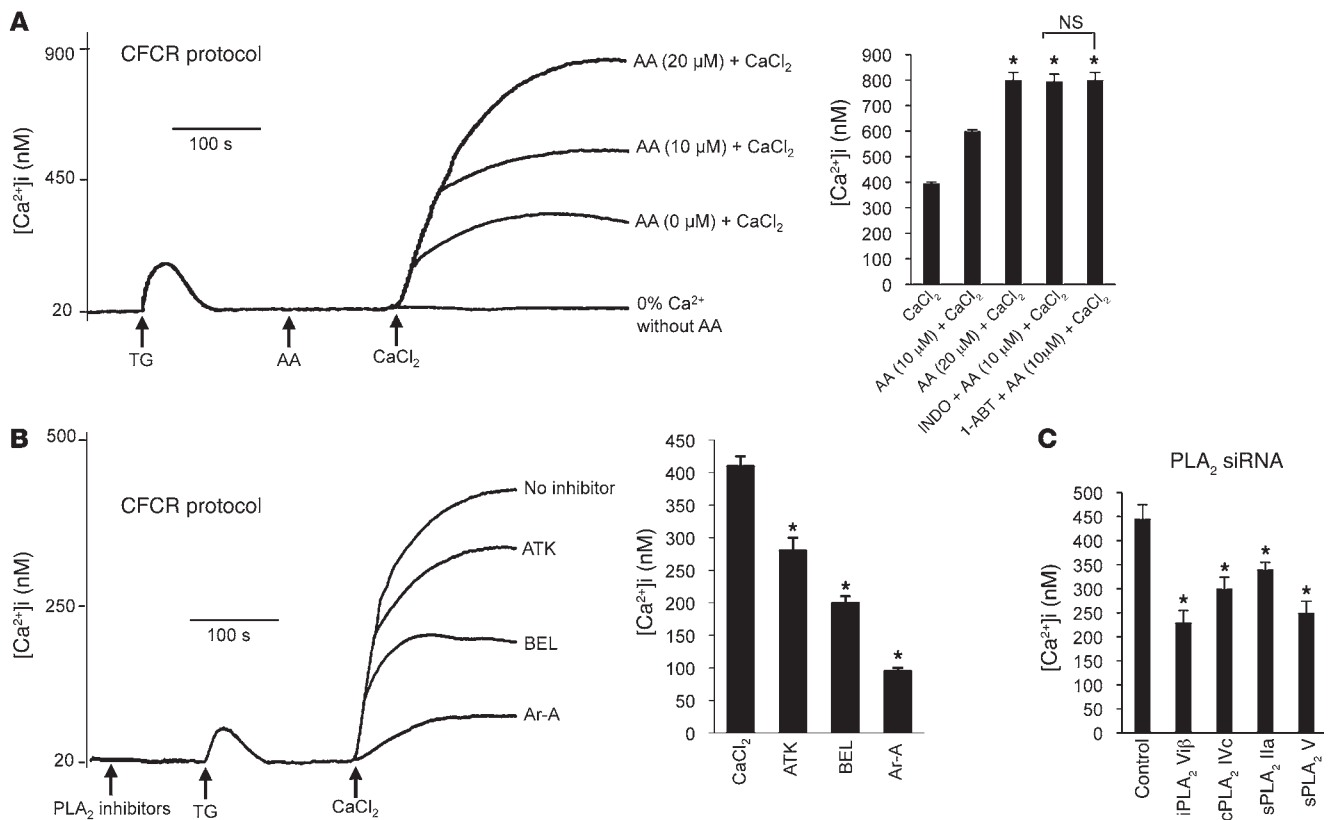 A
CFCR protocol
900
450
20
[Ca²⁺]i (nM)
100 s
TG
AA
CaCl₂
AA (20 µM) + CaCl₂
AA (10 µM) + CaCl₂
AA (0 µM) + CaCl₂
0% Ca²⁺
without AA
NS
* * *
[Ca²⁺]i (nM)
900
800
700
600
500
400
300
200
100
0
CaCl₂
AA (10 µM) + CaCl₂
AA (20 µM) + CaCl₂
INDO + AA (10 µM) + CaCl₂
1-ABT + AA (10µM) + CaCl₂
B
CFCR protocol
500
250
20
[Ca²⁺]i (nM)
100 s
PLA₂ inhibitors
TG
CaCl₂
No inhibitor
ATK
BEL
Ar-A
[Ca²⁺]i (nM)
450
400
350
300
250
200
150
100
50
0
*
*
*
CaCl₂
ATK
BEL
Ar-A
C
PLA₂ siRNA
[Ca²⁺]i (nM)
500
450
400
350
300
250
200
150
100
50
0
*
*
*
*
Control
iPLA₂ Viβ
cPLA₂ IVc
sPLA₂ IIa
sPLA₂ V